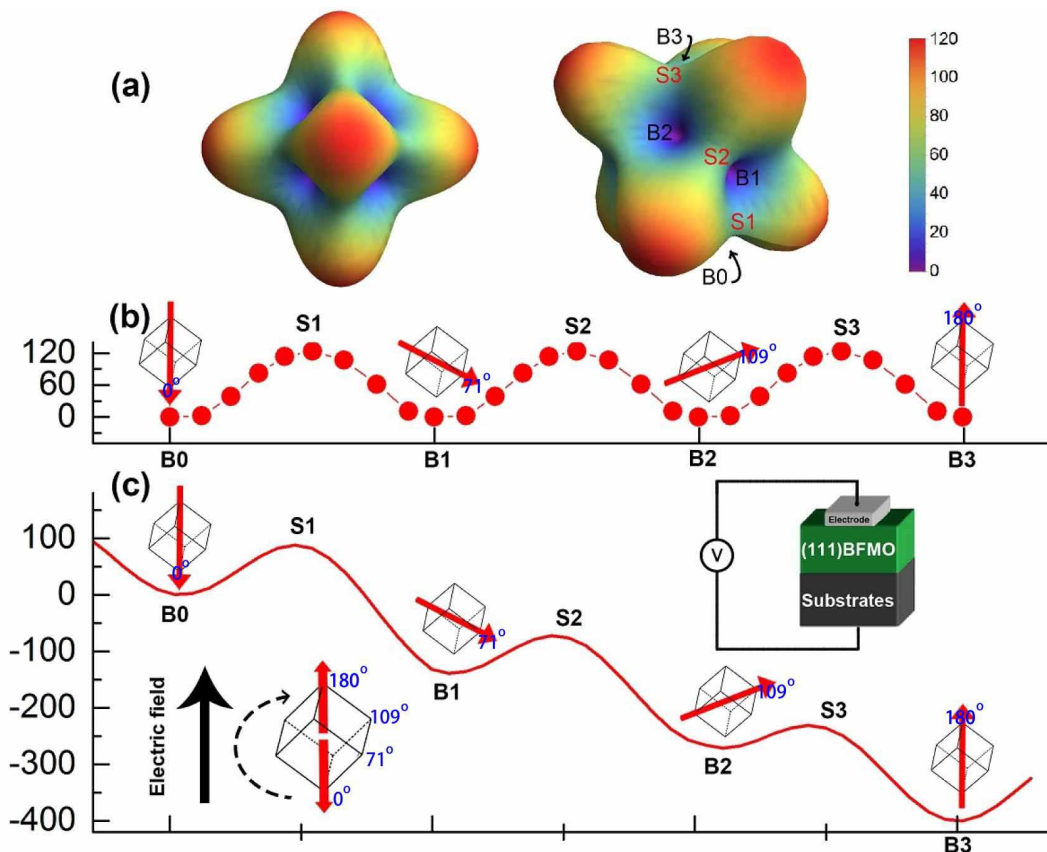 (a)
B3
S3
B2
S2
B1
S1
B0
120
100
80
60
40
20
0
(b)
120
60
0
0°
S1
71°
S2
109°
S3
180°
B0
B1
B2
B3
(c)
100
0
-100
-200
-300
-400
0°
B0
S1
71°
B1
S2
109°
B2
S3
180°
B3
V
Electrode
(111)BFMO
Substrates
Electric field
180°
109°
71°
0°